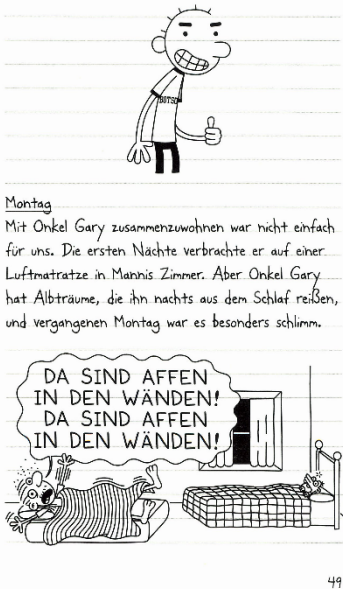 BOTSC
Montag
Mit Onkel Gary zusammenzuwohnen war nicht einfach
für uns. Die ersten Nächte verbrachte er auf einer
Luftmatratze in Mannis Zimmer. Aber Onkel Gary
hat Albträume, die ihn nachts aus dem Schlaf reißen,
und vergangenen Montag war es besonders schlimm.
DA SIND AFFEN
IN DEN WÄNDEN!
DA SIND AFFEN
IN DEN WÄNDEN!
49